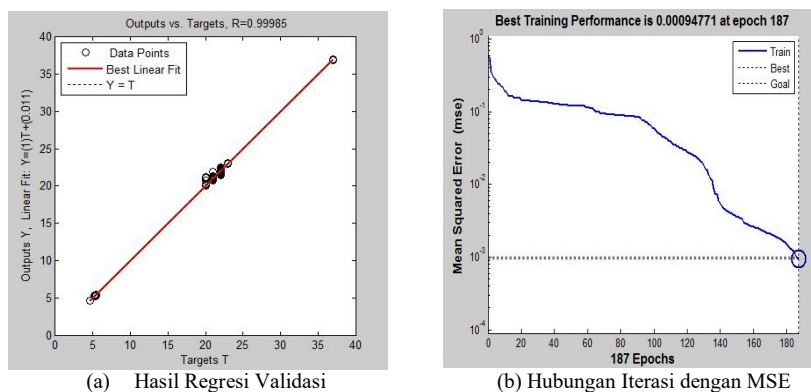 Outputs vs. Targets, R=0.99985
Data Points
Best Linear Fit
Y = T
Outputs Y, Linear Fit: Y=(1)T+(0.011)
40
35
30
25
20
15
10
5
0
0 5 10 15 20 25 30 35 40
Targets T
(a) Hasil Regresi Validasi
Best Training Performance is 0.00094771 at epoch 187
Train
Best
Goal
Mean Squared Error (mse)
10^0
10^-1
10^-2
10^-3
10^-4
0 20 40 60 80 100 120 140 160 180
187 Epochs
(b) Hubungan Iterasi dengan MSE